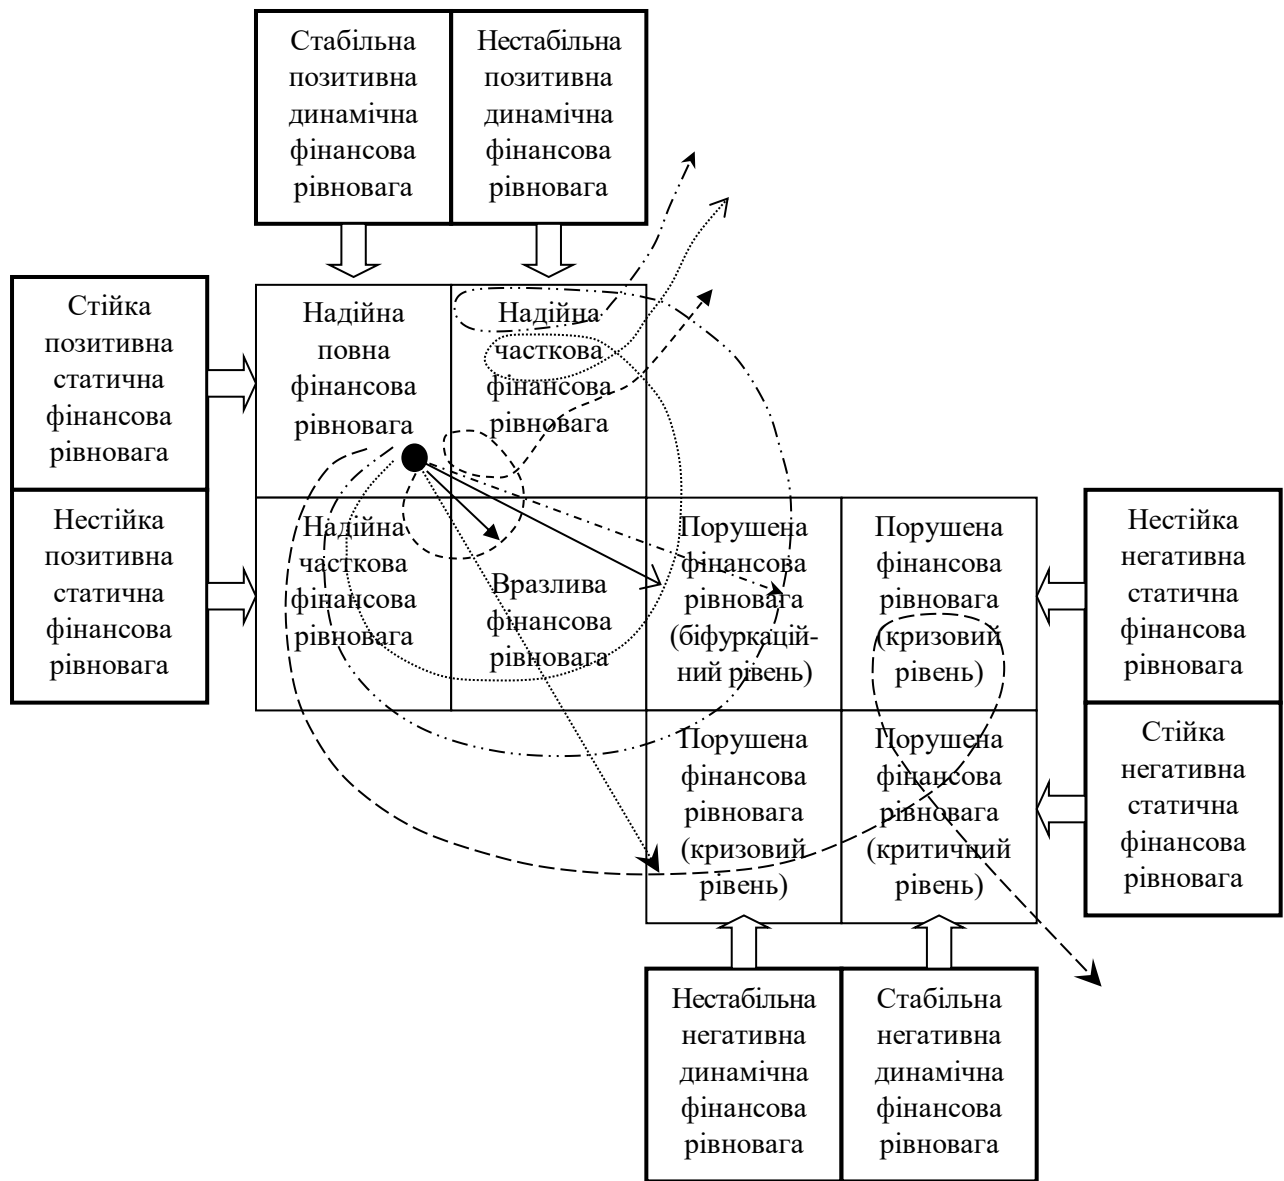 Стабільна
позитивна
динамічна
фінансова
рівновага
Нестабільна
позитивна
динамічна
фінансова
рівновага
Стійка
позитивна
статична
фінансова
рівновага
Надійна
повна
фінансова
рівновага
Надійна
часткова
фінансова
рівновага
Нестійка
позитивна
статична
фінансова
рівновага
Надійна
часткова
фінансова
рівновага
Вразлива
фінансова
рівновага
Порушена
фінансова
рівновага
(біфуркацій-
ний рівень)
Порушена
фінансова
рівновага
(кризовий
рівень)
Нестійка
негативна
статична
фінансова
рівновага
Порушена
фінансова
рівновага
(кризовий
рівень)
Порушена
фінансова
рівновага
(критичний
рівень)
Стійка
негативна
статична
фінансова
рівновага
Нестабільна
негативна
динамічна
фінансова
рівновага
Стабільна
негативна
динамічна
фінансова
рівновага